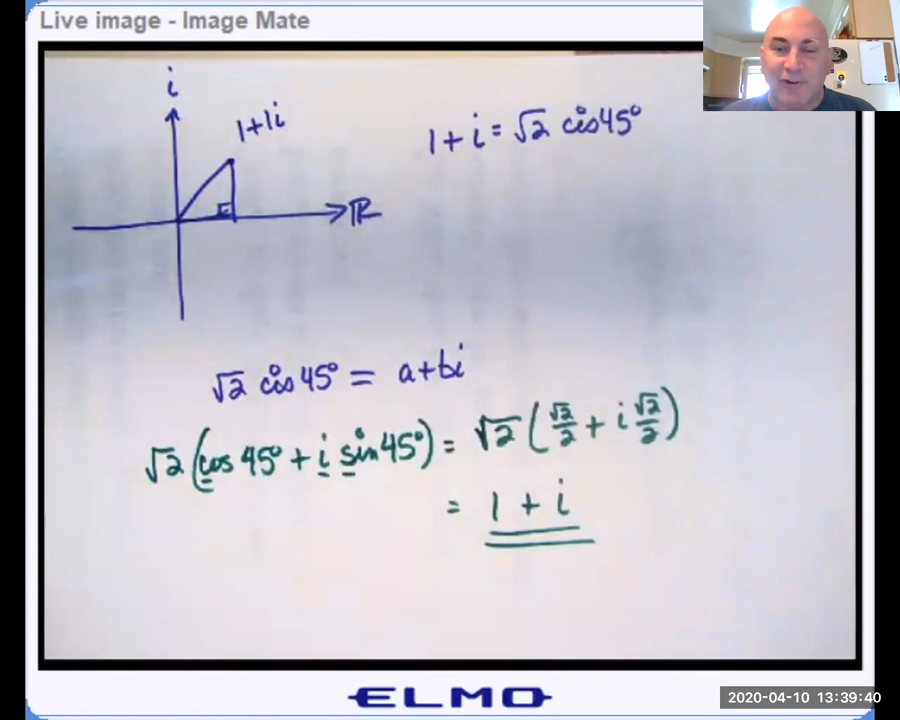 Live image - Image Mate
i
1+1i
1 + i = √2 cis45°
ℝ
√2 cis 45° = a+bi
√2 (cos 45° + i sin 45°) = √2 ( √2/2 + i √2/2 )
= 1 + i
ELMO
2020-04-10 13:39:40